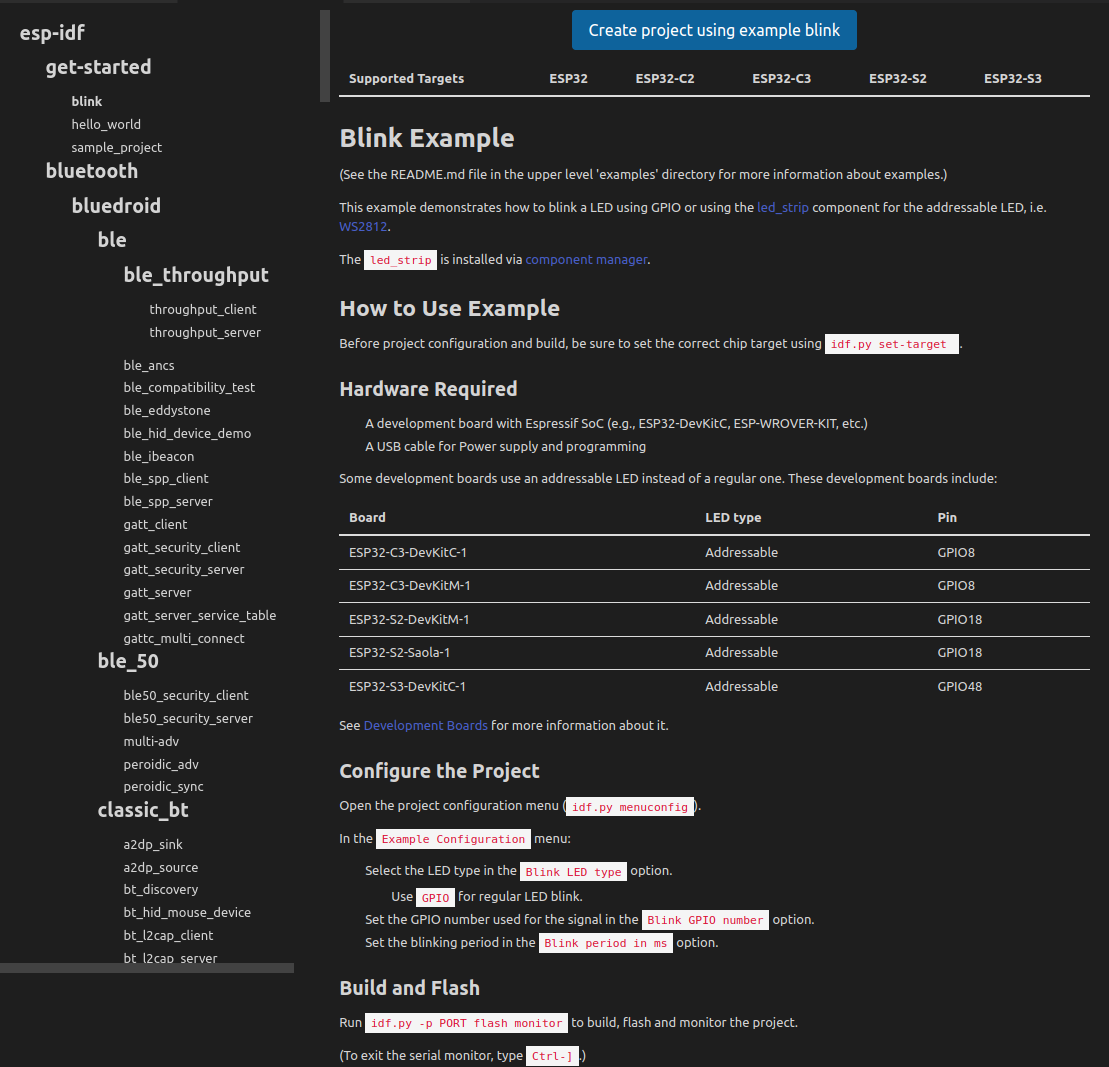 esp-idf
get-started
blink
hello_world
sample_project
bluetooth
bluedroid
ble
ble_throughput
throughput_client
throughput_server
ble_ancs
ble_compatibility_test
ble_eddystone
ble_hid_device_demo
ble_ibeacon
ble_spp_client
ble_spp_server
gatt_client
gatt_security_client
gatt_security_server
gatt_server
gatt_server_service_table
gattc_multi_connect
ble_50
ble50_security_client
ble50_security_server
multi-adv
peroidic_adv
peroidic_sync
classic_bt
a2dp_sink
a2dp_source
bt_discovery
bt_hid_mouse_device
bt_l2cap_client
bt_l2cap_server
Create project using example blink
Supported Targets ESP32 ESP32-C2 ESP32-C3 ESP32-S2 ESP32-S3
Blink Example
(See the README.md file in the upper level 'examples' directory for more information about examples.)
This example demonstrates how to blink a LED using GPIO or using the led_strip component for the addressable LED, i.e.
WS2812.
The led_strip is installed via component manager.
How to Use Example
Before project configuration and build, be sure to set the correct chip target using idf.py set-target .
Hardware Required
A development board with Espressif SoC (e.g., ESP32-DevKitC, ESP-WROVER-KIT, etc.)
A USB cable for Power supply and programming
Some development boards use an addressable LED instead of a regular one. These development boards include:
Board LED type Pin
ESP32-C3-DevKitC-1 Addressable GPIO8
ESP32-C3-DevKitM-1 Addressable GPIO8
ESP32-S2-DevKitM-1 Addressable GPIO18
ESP32-S2-Saola-1 Addressable GPIO18
ESP32-S3-DevKitC-1 Addressable GPIO48
See Development Boards for more information about it.
Configure the Project
Open the project configuration menu (idf.py menuconfig).
In the Example Configuration menu:
Select the LED type in the Blink LED type option.
Use GPIO for regular LED blink.
Set the GPIO number used for the signal in the Blink GPIO number option.
Set the blinking period in the Blink period in ms option.
Build and Flash
Run idf.py -p PORT flash monitor to build, flash and monitor the project.
(To exit the serial monitor, type Ctrl-].)